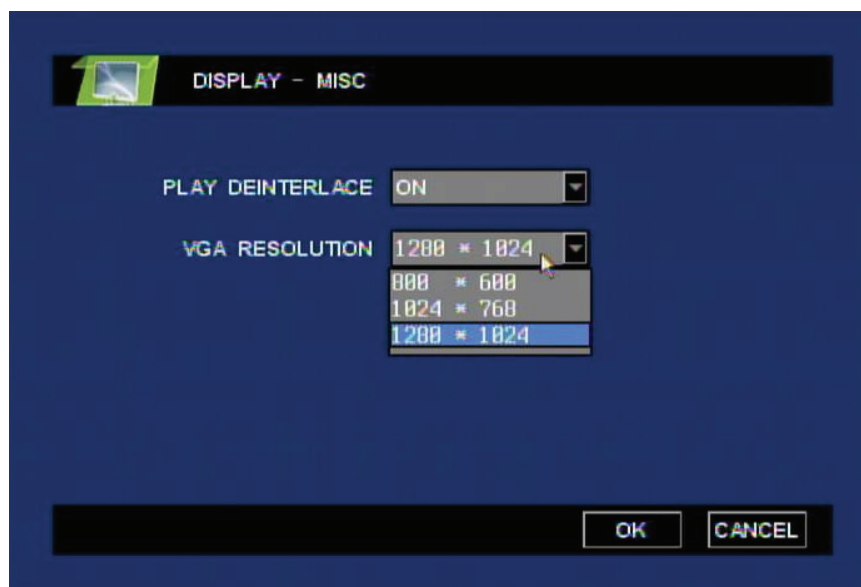 DISPLAY - MISC
PLAY DEINTERLACE ON
VGA RESOLUTION 1280 * 1024
800 * 600
1024 * 768
1280 * 1024
OK CANCEL